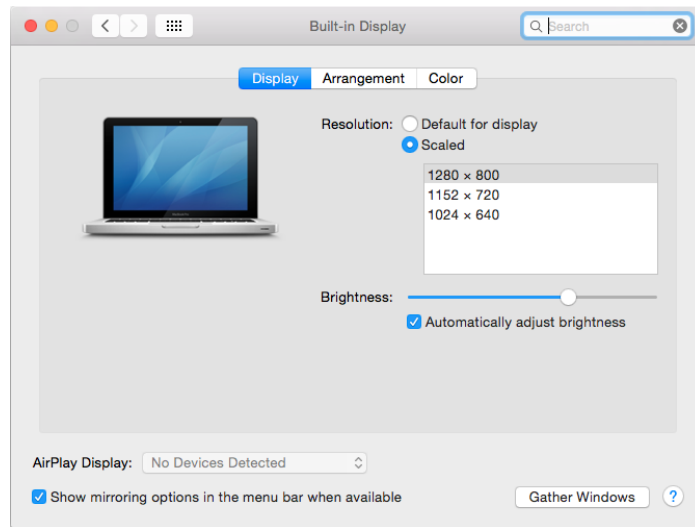 Built-in Display
Search
Display Arrangement Color
Resolution: Default for display
Scaled
1280 × 800
1152 × 720
1024 × 640
Brightness:
Automatically adjust brightness
AirPlay Display: No Devices Detected
Show mirroring options in the menu bar when available
Gather Windows ?